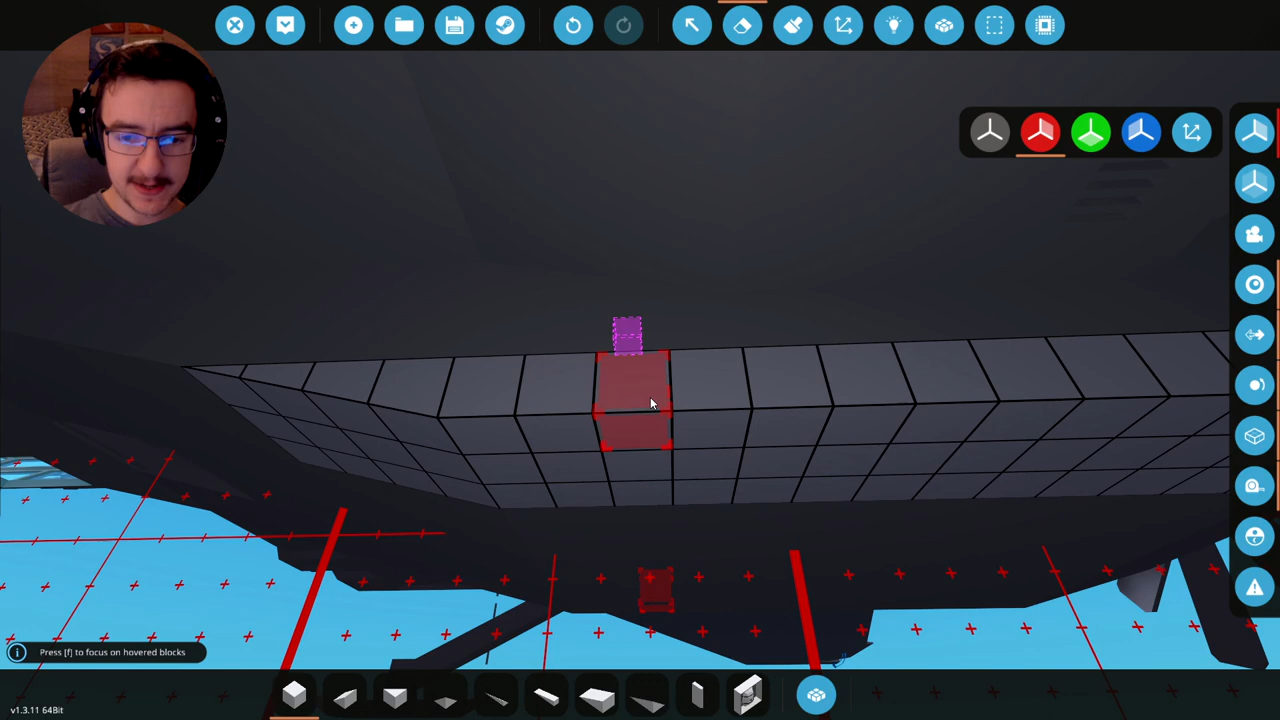 Press [f] to focus on hovered blocks
v1.3.11 64Bit